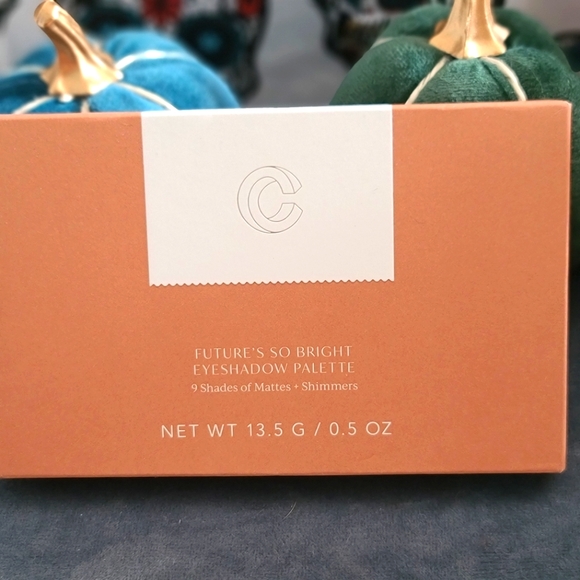 FUTURE'S SO BRIGHT
EYESHADOW PALETTE
9 Shades of Mattes + Shimmers
NET WT 13.5 G / 0.5 OZ